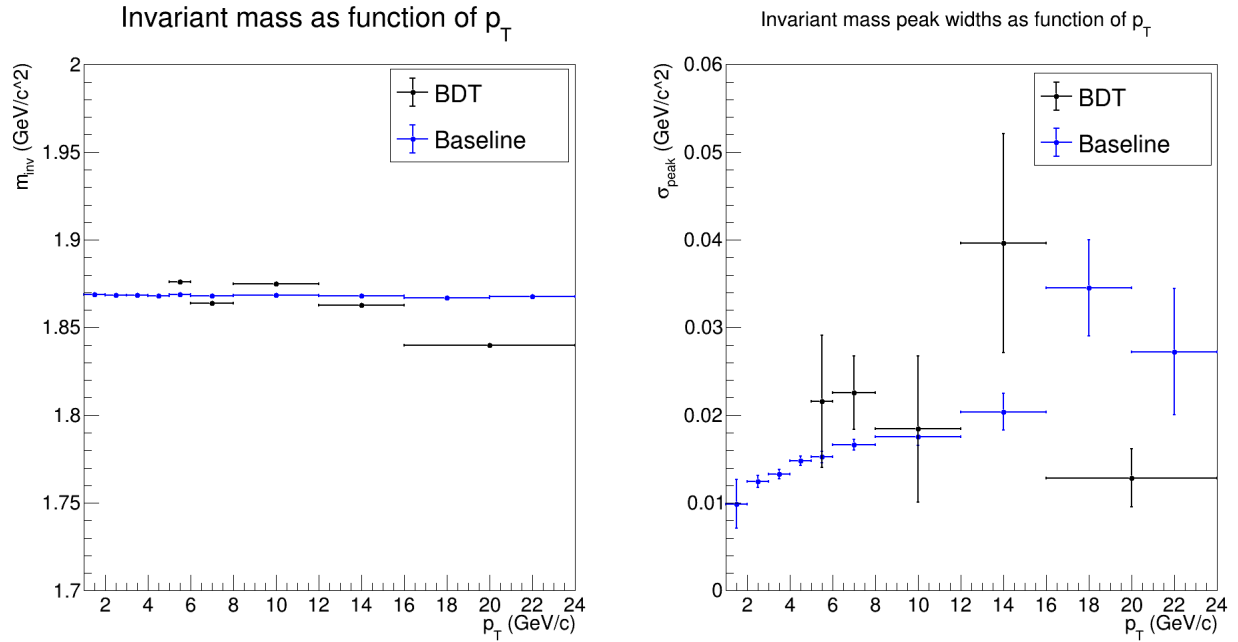 Invariant mass as function of p_T
m_inv (GeV/c^2)
2
1.95
1.9
1.85
1.8
1.75
1.7
BDT
Baseline
2 4 6 8 10 12 14 16 18 20 22 24
p_T (GeV/c)
Invariant mass peak widths as function of p_T
σ_peak (GeV/c^2)
0.06
0.05
0.04
0.03
0.02
0.01
0
BDT
Baseline
2 4 6 8 10 12 14 16 18 20 22 24
p_T (GeV/c)